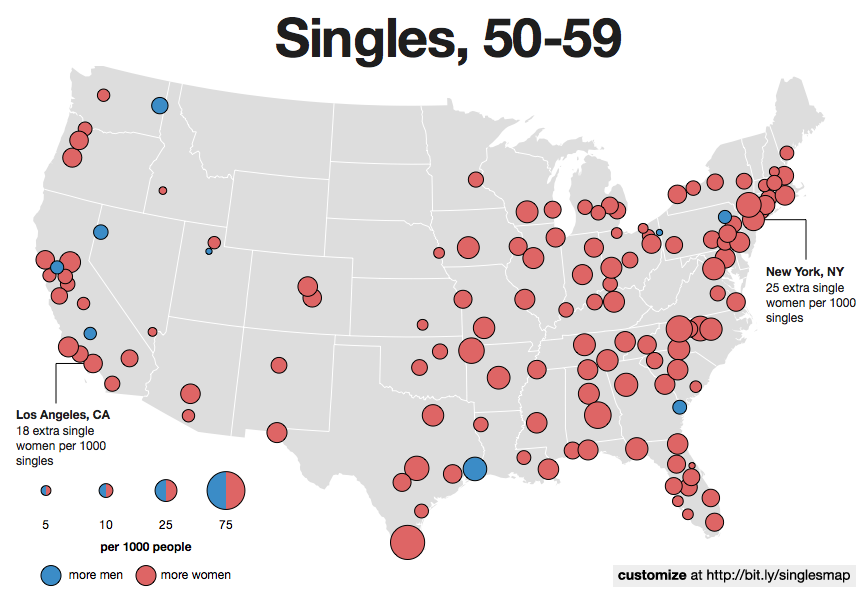 Singles, 50-59
New York, NY
25 extra single
women per 1000
singles
Los Angeles, CA
18 extra single
women per 1000
singles
5 10 25 75
per 1000 people
more men more women
customize at http://bit.ly/singlesmap